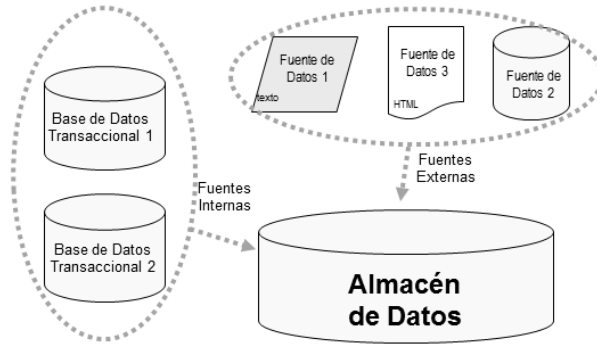 Base de Datos
Transaccional 1
Base de Datos
Transaccional 2
Fuentes
Internas
Fuente de
Datos 1
texto
Fuente de
Datos 3
HTML
Fuente de
Datos 2
Fuentes
Externas
Almacén
de Datos